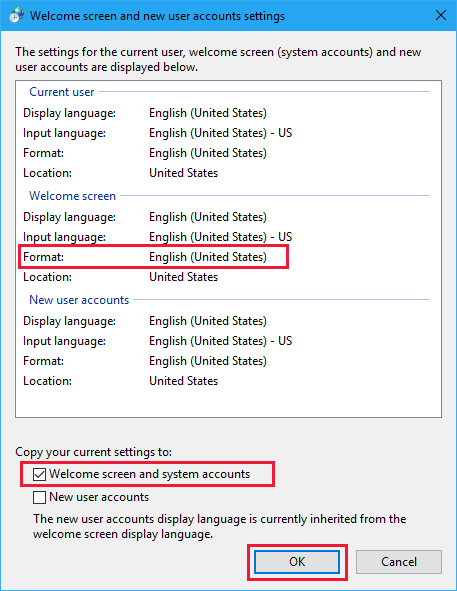 Welcome screen and new user accounts settings
The settings for the current user, welcome screen (system accounts) and new
user accounts are displayed below.
Current user
Display language: English (United States)
Input language: English (United States) - US
Format: English (United States)
Location: United States
Welcome screen
Display language: English (United States)
Input language: English (United States) - US
Format: English (United States)
Location: United States
New user accounts
Display language: English (United States)
Input language: English (United States) - US
Format: English (United States)
Location: United States
Copy your current settings to:
Welcome screen and system accounts
New user accounts
The new user accounts display language is currently inherited from the
welcome screen display language.
OK Cancel